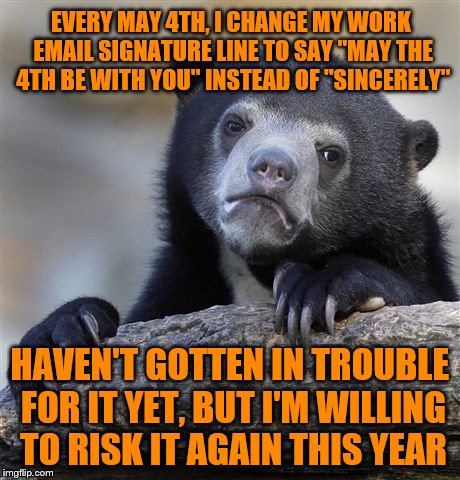 EVERY MAY 4TH, I CHANGE MY WORK
EMAIL SIGNATURE LINE TO SAY "MAY THE
4TH BE WITH YOU" INSTEAD OF "SINCERELY"
HAVEN'T GOTTEN IN TROUBLE
FOR IT YET, BUT I'M WILLING
TO RISK IT AGAIN THIS YEAR
imgflip.com